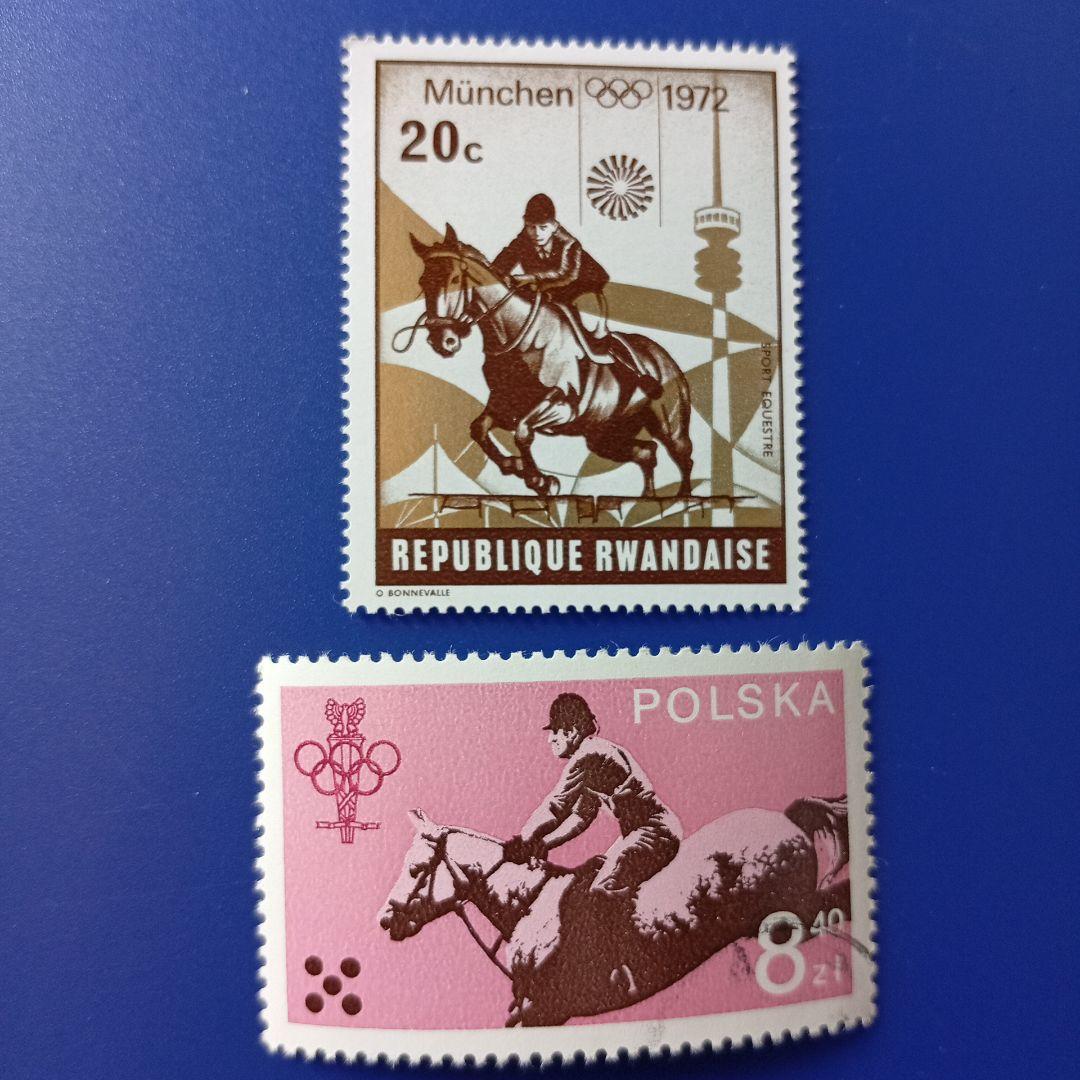 München 1972
20c
SPORT EQUESTRE
REPUBLIQUE RWANDAISE
O BONNEVALLE
POLSKA
8 40
zł